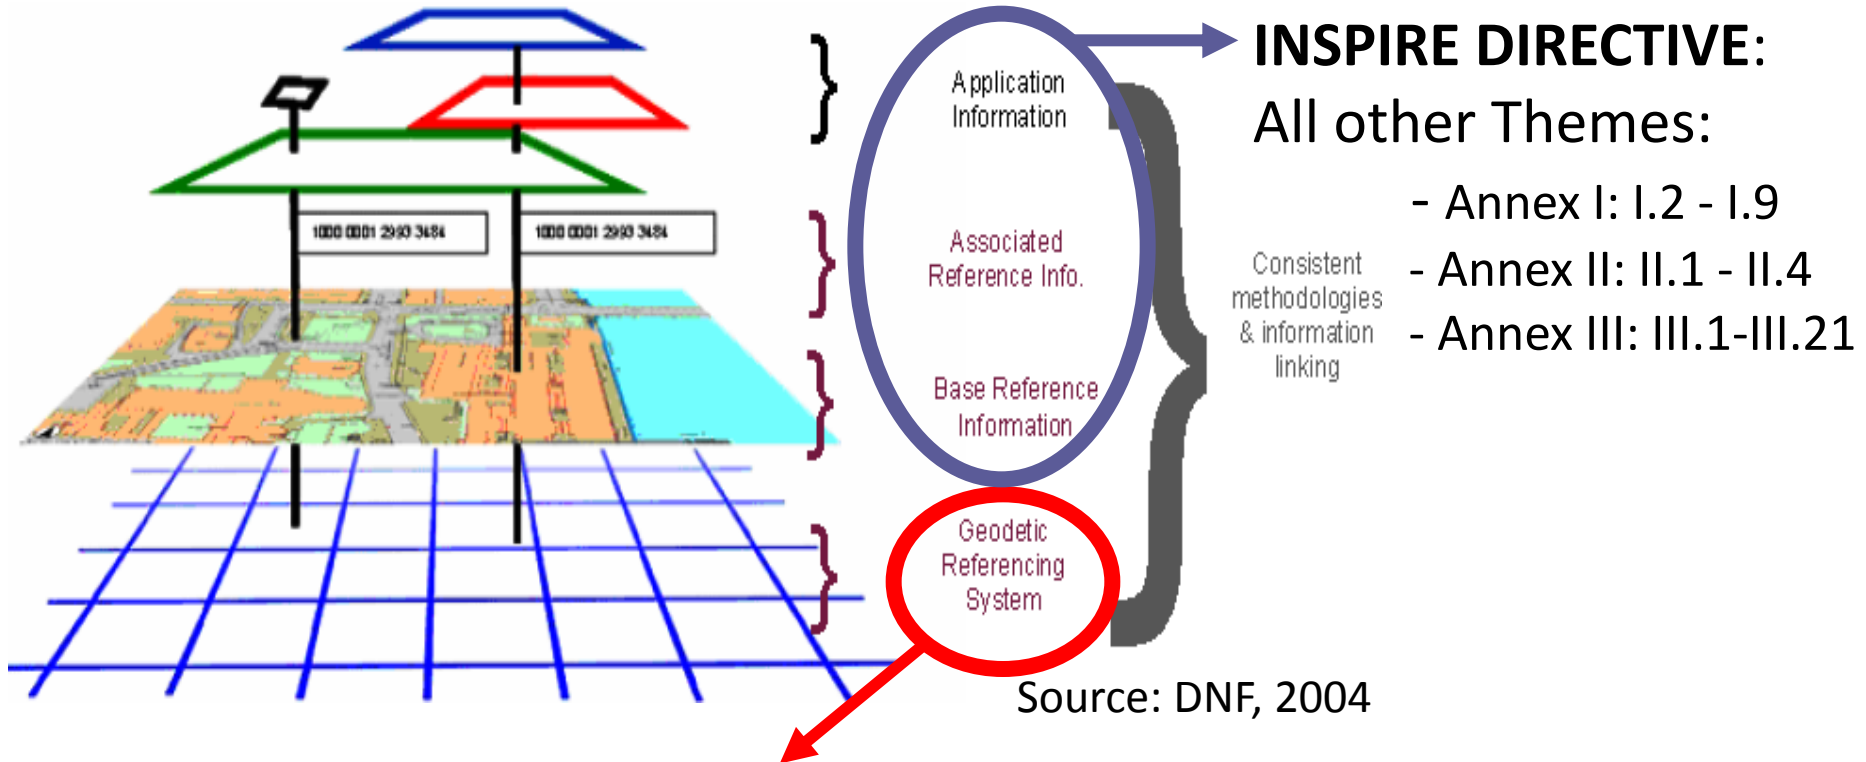 INSPIRE DIRECTIVE:
All other Themes:
- Annex I: I.2 - I.9
- Annex II: II.1 - II.4
- Annex III: III.1-III.21
Application
Information
1000 0001 2993 3484
1000 0001 2993 3484
Associated
Reference Info.
Base Reference
Information
Geodetic
Referencing
System
Consistent
methodologies
& information
linking
Source: DNF, 2004